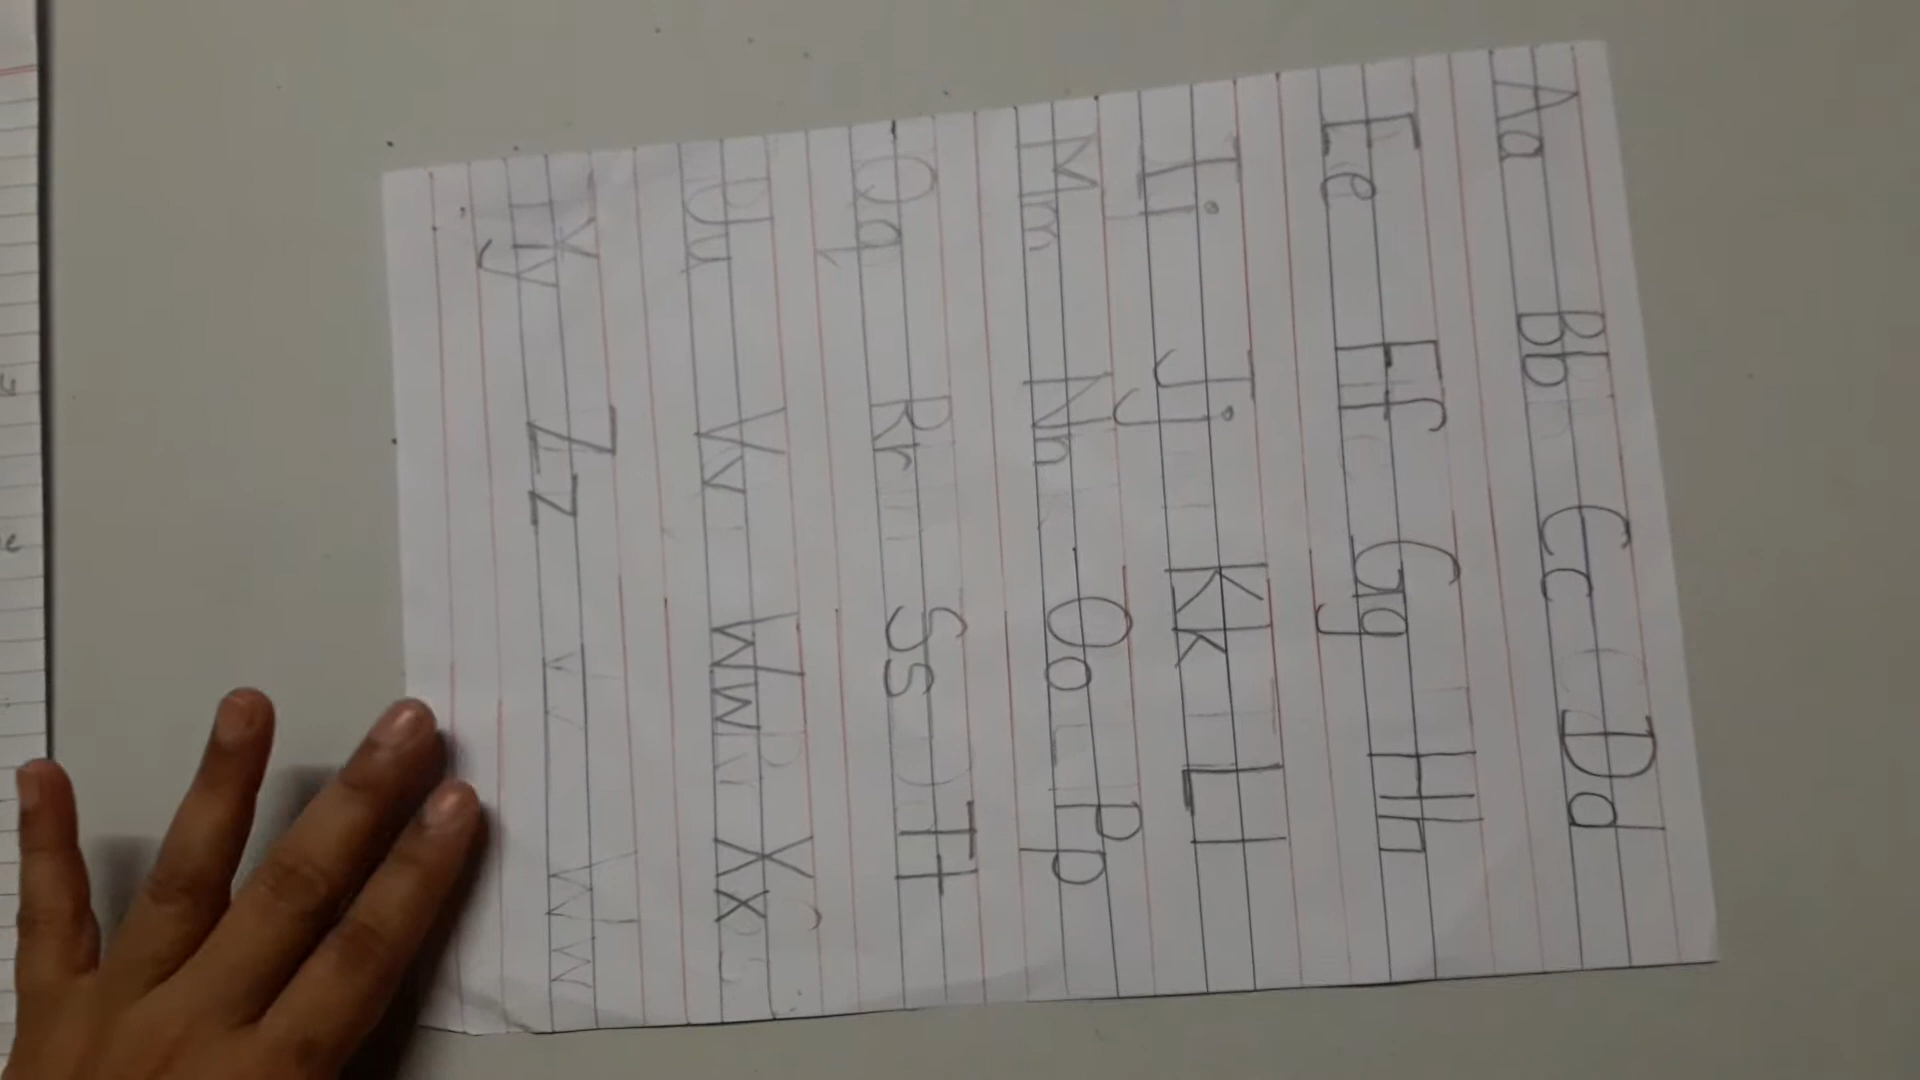 Aa Bb Cc Dd
Ee Ff Gg Hh
Ii Jj Kk Ll
Mm Nn Oo Pp
Qq Rr Ss Tt
Uu Vv Ww Xx
Yy Zz